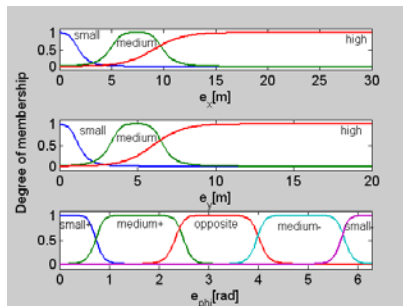 Degree of membership
small
medium
high
1
0.5
0
0 5 10 15 20 25 30
e_x[m]
small
medium
high
1
0.5
0
0 5 10 15 20
e_y[m]
small+
medium+
opposite
medium-
small-
1
0.5
0
0 1 2 3 4 5 6
e_phi[rad]